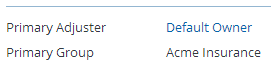 Primary Adjuster Default Owner
Primary Group Acme Insurance